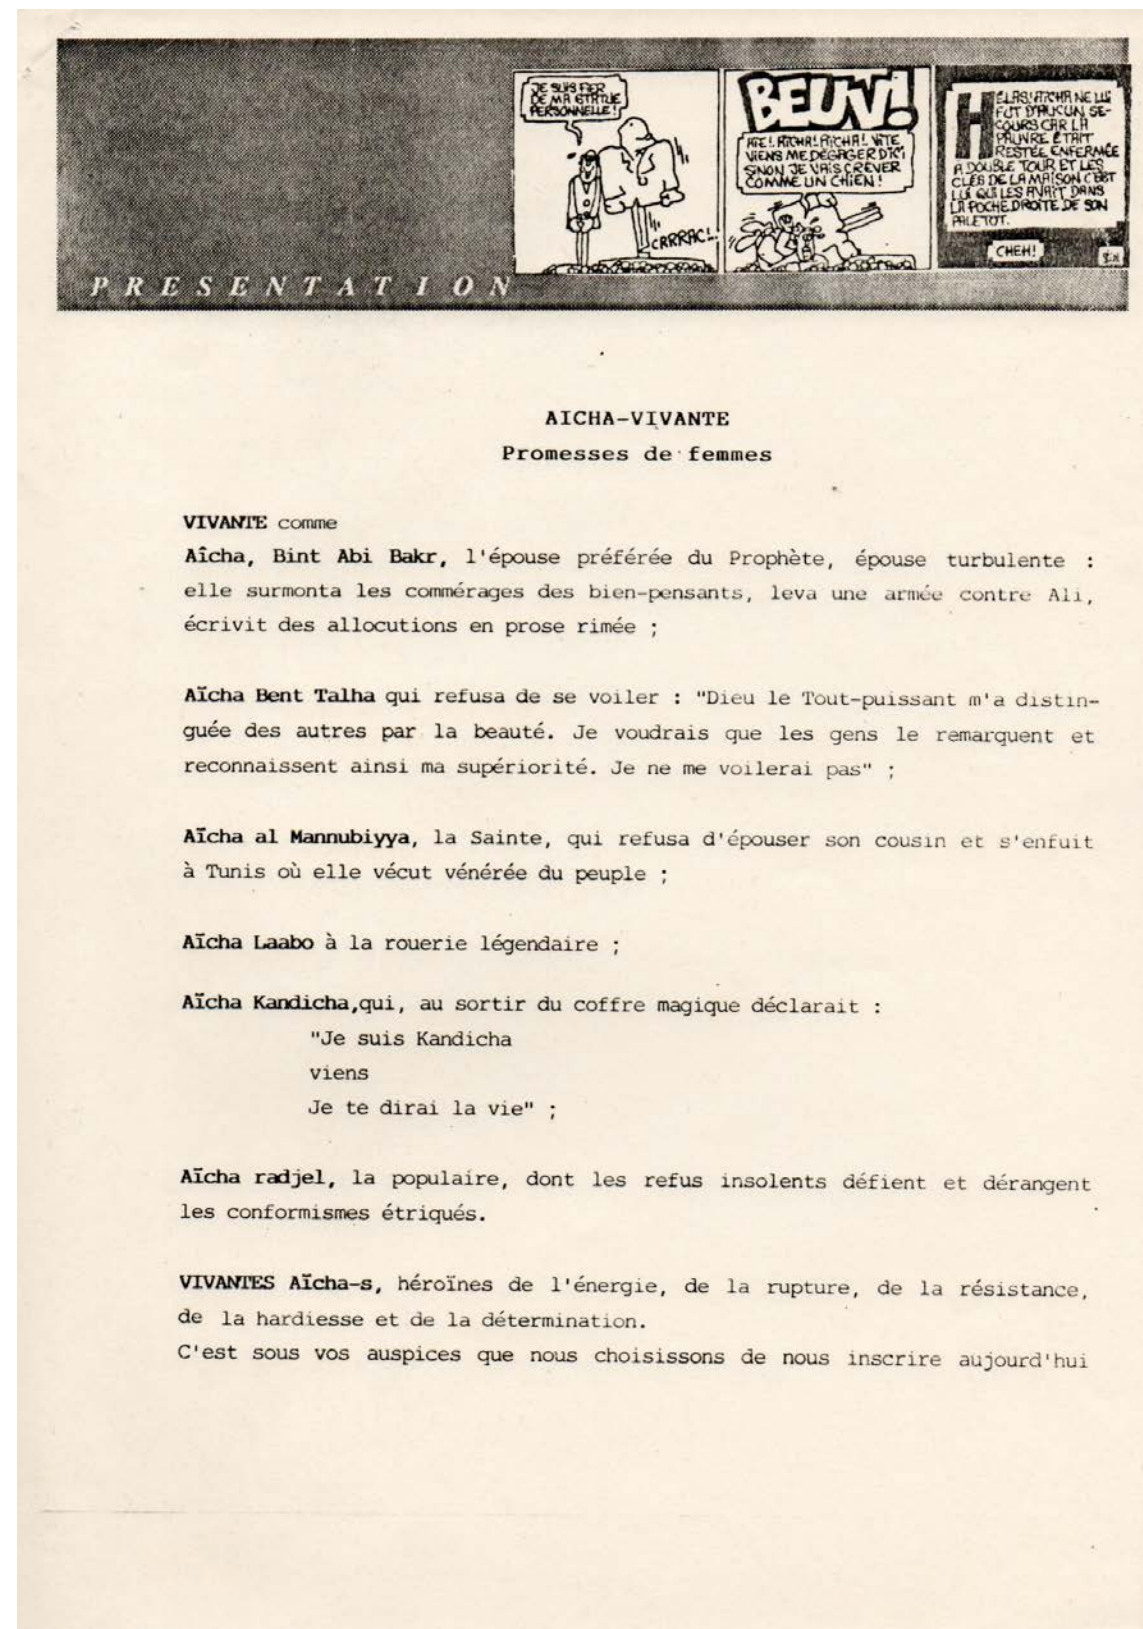 JE SUIS FIER
DE MA STATUE
PERSONNELLE!
CRRRAC!..
BEUV!
AIE! AICHA! AICHA! VITE
VIENS ME DEGAGER D'ICI
SINON JE VAIS CREVER
COMME UN CHIEN!
HELAS! AICHA NE LUI
FUT D'AUCUN SE-
COURS CAR LA
PAUVRE ETAIT
RESTÉE ENFERMÉE
A DOUBLE TOUR ET LES
CLÉS DE LA MAISON C'EST
LUI QUI LES AVAIT DANS
LA POCHE DROITE DE SON
PALETOT.
CHEH!
PRESENTATION
AICHA-VIVANTE
Promesses de femmes
VIVANTE comme
Aîcha, Bint Abi Bakr, l'épouse préférée du Prophète, épouse turbulente :
elle surmonta les commérages des bien-pensants, leva une armée contre Ali,
écrivit des allocutions en prose rimée ;
Aïcha Bent Talha qui refusa de se voiler : "Dieu le Tout-puissant m'a distin-
guée des autres par la beauté. Je voudrais que les gens le remarquent et
reconnaissent ainsi ma supériorité. Je ne me voilerai pas" ;
Aïcha al Mannubiyya, la Sainte, qui refusa d'épouser son cousin et s'enfuit
à Tunis où elle vécut vénérée du peuple ;
Aïcha Laabo à la rouerie légendaire ;
Aïcha Kandicha,qui, au sortir du coffre magique déclarait :
"Je suis Kandicha
viens
Je te dirai la vie" ;
Aïcha radjel, la populaire, dont les refus insolents défient et dérangent
les conformismes étriqués.
VIVANTES Aïcha-s, héroïnes de l'énergie, de la rupture, de la résistance,
de la hardiesse et de la détermination.
C'est sous vos auspices que nous choisissons de nous inscrire aujourd'hui